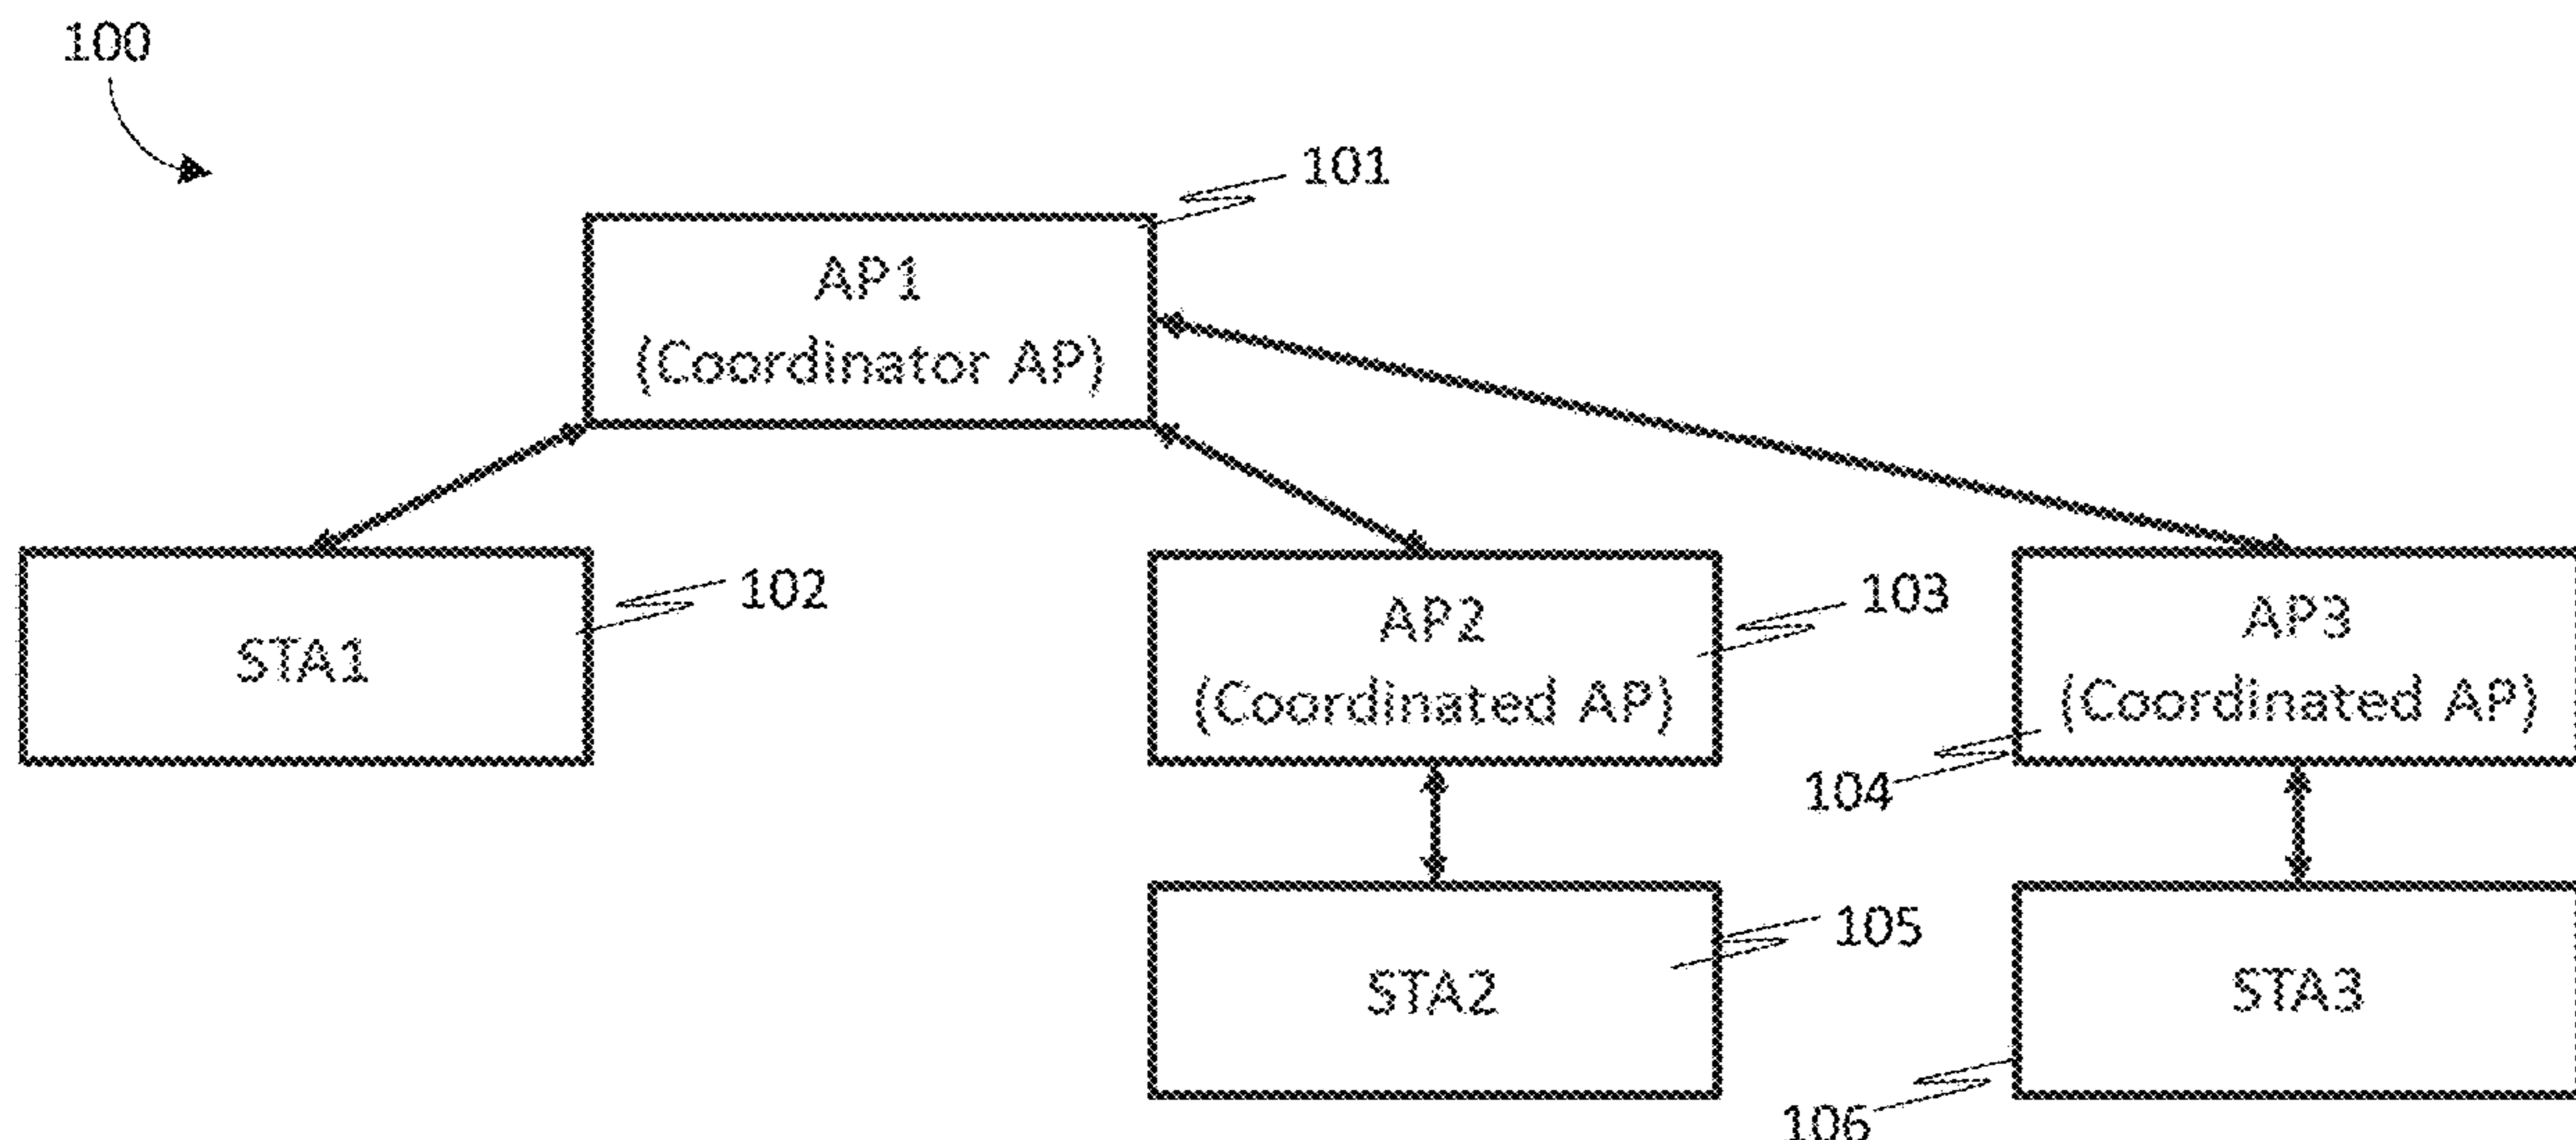 100
101
AP1
(Coordinator AP)
102
STA1
103
AP2
(Coordinated AP)
AP3
(Coordinated AP)
104
105
STA2
STA3
106